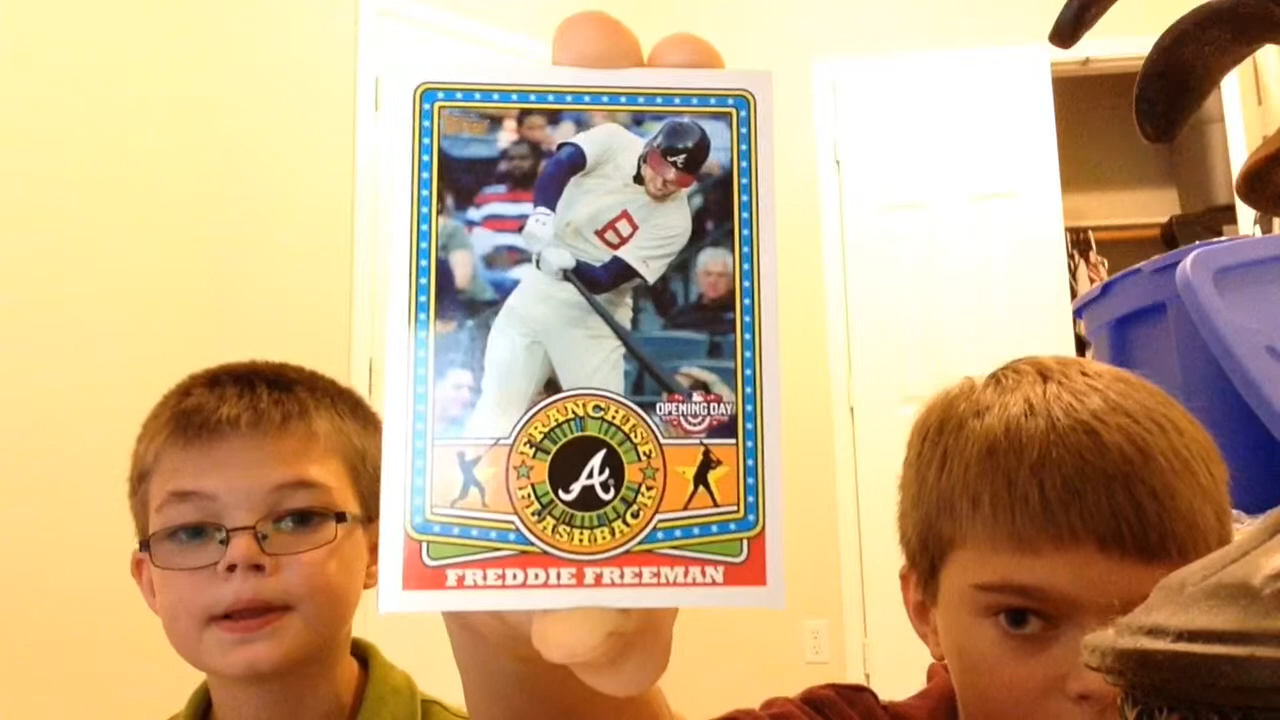 B
OPENING DAY
FRANCHISE
A
FLASHBACK
FREDDIE FREEMAN